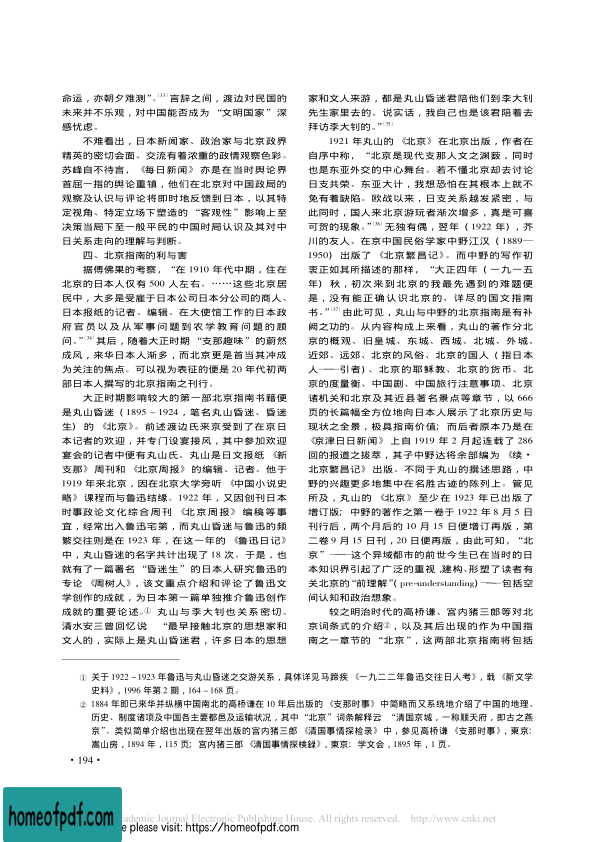 命运，亦朝夕难测”。〔33〕言辞之间，渡边对民国的
未来并不乐观，对中国能否成为“文明国家”深
感忧虑。
不难看出，日本新闻家、政治家与北京政界
精英的密切会面、交流有着浓重的政情观察色彩。
苏峰自不待言，《每日新闻》亦是在当时舆论界
首屈一指的舆论重镇，他们在北京对中国政局的
观察及认识与评论将即时地反馈到日本，以其特
定视角、特定立场下塑造的“客观性”影响上至
决策当局下至一般平民的中国时局认识及其对中
日关系走向的理解与判断。
四、北京指南的利与害
据傅佛果的考察，“在 1910 年代中期，住在
北京的日本人仅有 500 人左右。……这些北京居
民中，大多是受雇于日本公司日本分公司的商人、
日本报纸的记者、编辑、在大使馆工作的日本政
府官员以及从军事问题到农学教育问题的顾
问。”〔34〕其后，随着大正时期“支那趣味”的蔚然
成风，来华日本人渐多，而北京更是首当其冲成
为关注的焦点。可以视为表征的便是 20 年代初两
部日本人撰写的北京指南之刊行。
大正时期影响较大的第一部北京指南书籍便
是丸山昏迷（1895－1924，笔名丸山昏迷、昏迷
生）的《北京》。前述渡边氏来京受到了在京日
本记者的欢迎，并专门设宴接风，其中参加欢迎
宴会的记者中便有丸山氏。丸山是日文报纸《新
支那》周刊和《北京周报》的编辑、记者。他于
1919 年来北京，因在北京大学旁听《中国小说史
略》课程而与鲁迅结缘。1922 年，又因创刊日本
时事政论文化综合周刊《北京周报》编稿等事
宜，经常出入鲁迅宅第，而丸山昏迷与鲁迅的频
繁交往则是在 1923 年，在这一年的《鲁迅日记》
中，丸山昏迷的名字共计出现了 18 次。于是，也
就有了一篇署名“昏迷生”的日本人研究鲁迅的
专论《周树人》，该文重点介绍和评论了鲁迅文
学创作的成就，为日本第一篇单独推介鲁迅创作
成就的重要论述。① 丸山与李大钊也关系密切。
清水安三曾回忆说 “最早接触北京的思想家和
文人的，实际上是丸山昏迷君，许多日本的思想
家和文人来游，都是丸山昏迷君陪他们到李大钊
先生家里去的。说实话，我自己也是该君陪着去
拜访李大钊的。”〔35〕
1921 年丸山的《北京》在北京出版，作者在
自序中称，“北京是现代支那人文之渊薮，同时
也是东亚外交的中心舞台。若不懂北京却去讨论
日支共荣、东亚大计，我想恐怕在其根本上就不
免有着缺陷。欧战以来，日支关系越发紧密，与
此同时，国人来北京游玩者渐次增多，真是可喜
可贺的现象。”〔36〕无独有偶，翌年（1922 年），芥
川的友人、在京中国民俗学家中野江汉（1889—
1950）出版了《北京繁昌记》。而中野的写作初
衷正如其所描述的那样，“大正四年（一九一五
年）秋，初次来到北京的我最先遇到的难题便
是，没有能正确认识北京的、详尽的国文指南
书。”〔37〕由此可见，丸山与中野的北京指南是有补
阙之功的。从内容构成上来看，丸山的著作分北
京的概观、旧皇城、东城、西城、北城、外城、
近郊、远郊、北京的风俗、北京的国人（指日本
人——引者）、北京的耶稣教、北京的货币、北
京的度量衡、中国剧、中国旅行注意事项、北京
诸机关和北京及其近县著名景点等章节，以 666
页的长篇幅全方位地向日本人展示了北京历史与
现状之全景，极具指南价值；而后者原本乃是在
《京津日日新闻》上自 1919 年 2 月起连载了 286
回的报道之拔萃，其子中野达将余部编为《续·
北京繁昌记》出版。不同于丸山的撰述思路，中
野的兴趣更多地集中在名胜古迹的陈列上。管见
所及，丸山的《北京》至少在 1923 年已出版了
增订版；中野的著作之第一卷于 1922 年 8 月 5 日
刊行后，两个月后的 10 月 15 日便增订再版，第
二卷 9 月 15 日刊，20 日便再版，由此可知，“北
京”——这个异域都市的前世今生已在当时的日
本知识界引起了广泛的重视，建构、形塑了读者有
关北京的“前理解”（pre-understanding）——包括空
间认知和政治想象。
较之明治时代的高桥谦、宫内猪三郎等对北
京词条式的介绍②，以及其后出现的作为中国指
南之一章节的“北京”，这两部北京指南将包括
① 关于 1922－1923 年鲁迅与丸山昏迷之交游关系，具体详见马蹄疾《一九二二年鲁迅交往日人考》，载《新文学
史料》，1996 年第 2 期，164－168 页。
② 1884 年即已来华并纵横中国南北的高桥谦在 10 年后出版的《支那时事》中简略而又系统地介绍了中国的地理、
历史、制度诸项及中国各主要都邑及运输状况，其中“北京”词条解释云 “清国京城，一称顺天府，即古之燕
京”。类似简单介绍也出现在翌年出版的宫内猪三郎《清国事情探检录》中，参见高桥谦《支那时事》，東京：
嵩山房，1894 年，115 页；宫内猪三郎《清国事情探検録》，東京：学文会，1895 年，1 页。
·194·
cademic Journal Electronic Publishing House. All rights reserved. http://www.cnki.net
homeofpdf.com
e please visit: https://homeofpdf.com